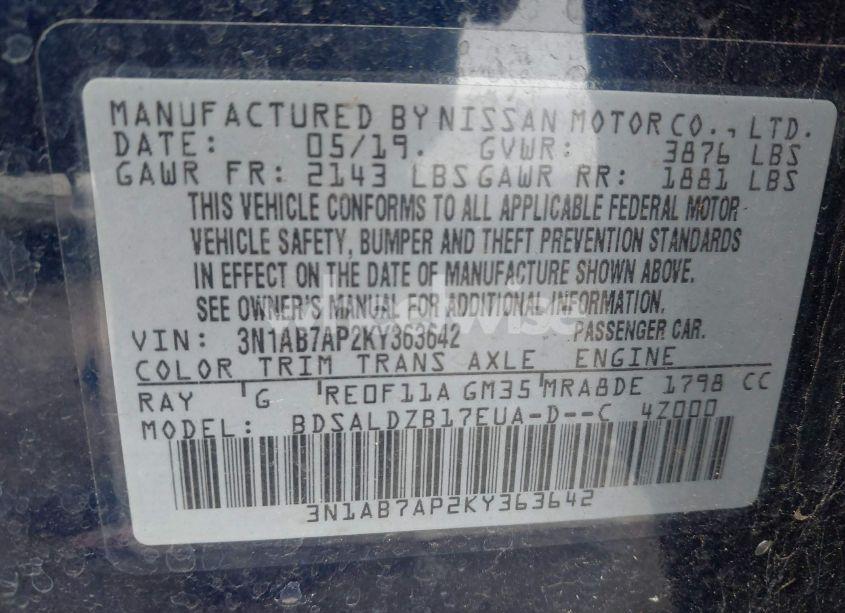 MANUFACTURED BY NISSAN MOTOR CO., LTD.
DATE: 05/19. GVWR: 3876 LBS
GAWR FR: 2143 LBS GAWR RR: 1881 LBS
THIS VEHICLE CONFORMS TO ALL APPLICABLE FEDERAL MOTOR
VEHICLE SAFETY, BUMPER AND THEFT PREVENTION STANDARDS
IN EFFECT ON THE DATE OF MANUFACTURE SHOWN ABOVE.
SEE OWNER'S MANUAL FOR ADDITIONAL INFORMATION.
VIN: 3N1AB7AP2KY363642 PASSENGER CAR.
COLOR TRIM TRANS AXLE ENGINE
RAY G RE0F11A GM35 MRA8DE 1798 CC
MODEL: BDSALDZB17EUA-D--C 4Z000
3N1AB7AP2KY363642